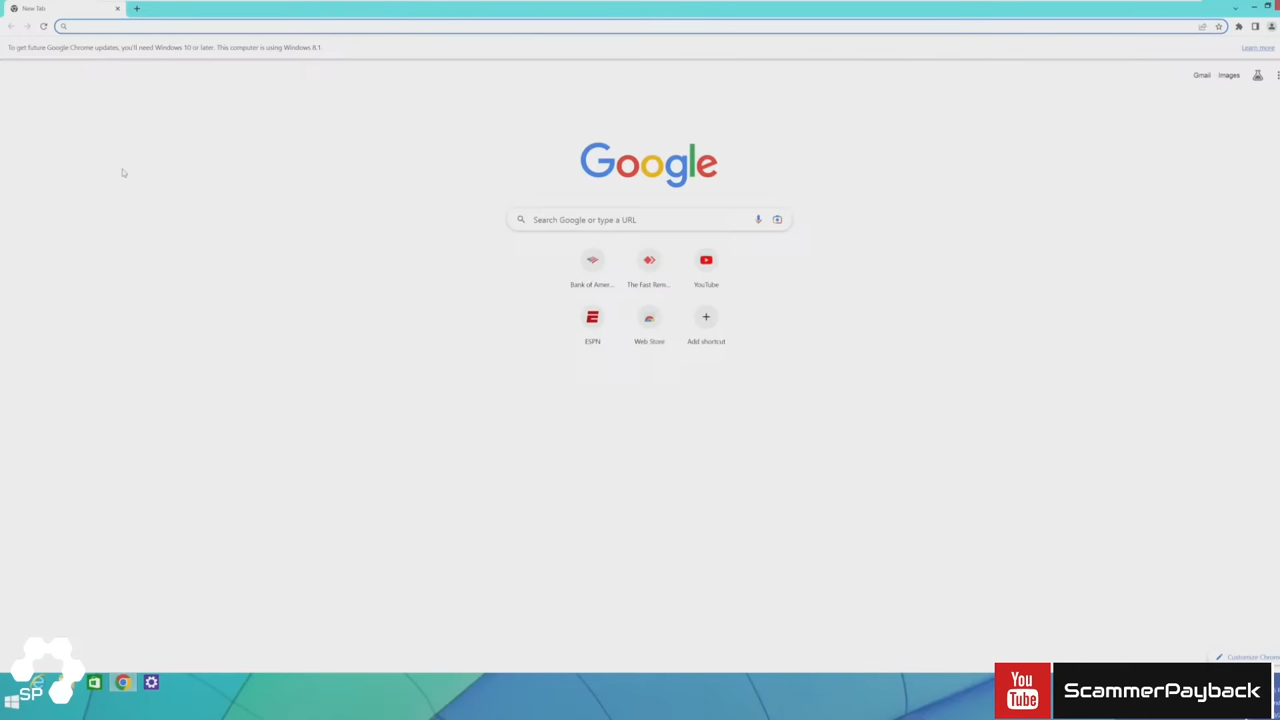 New Tab
To get future Google Chrome updates, you'll need Windows 10 or later. This computer is using Windows 8.1.
Learn more
Gmail Images
Google
Search Google or type a URL
Bank of Amer... The Fast Rem... YouTube
ESPN Web Store Add shortcut
Customize Chrome
SP
You Tube
ScammerPayback